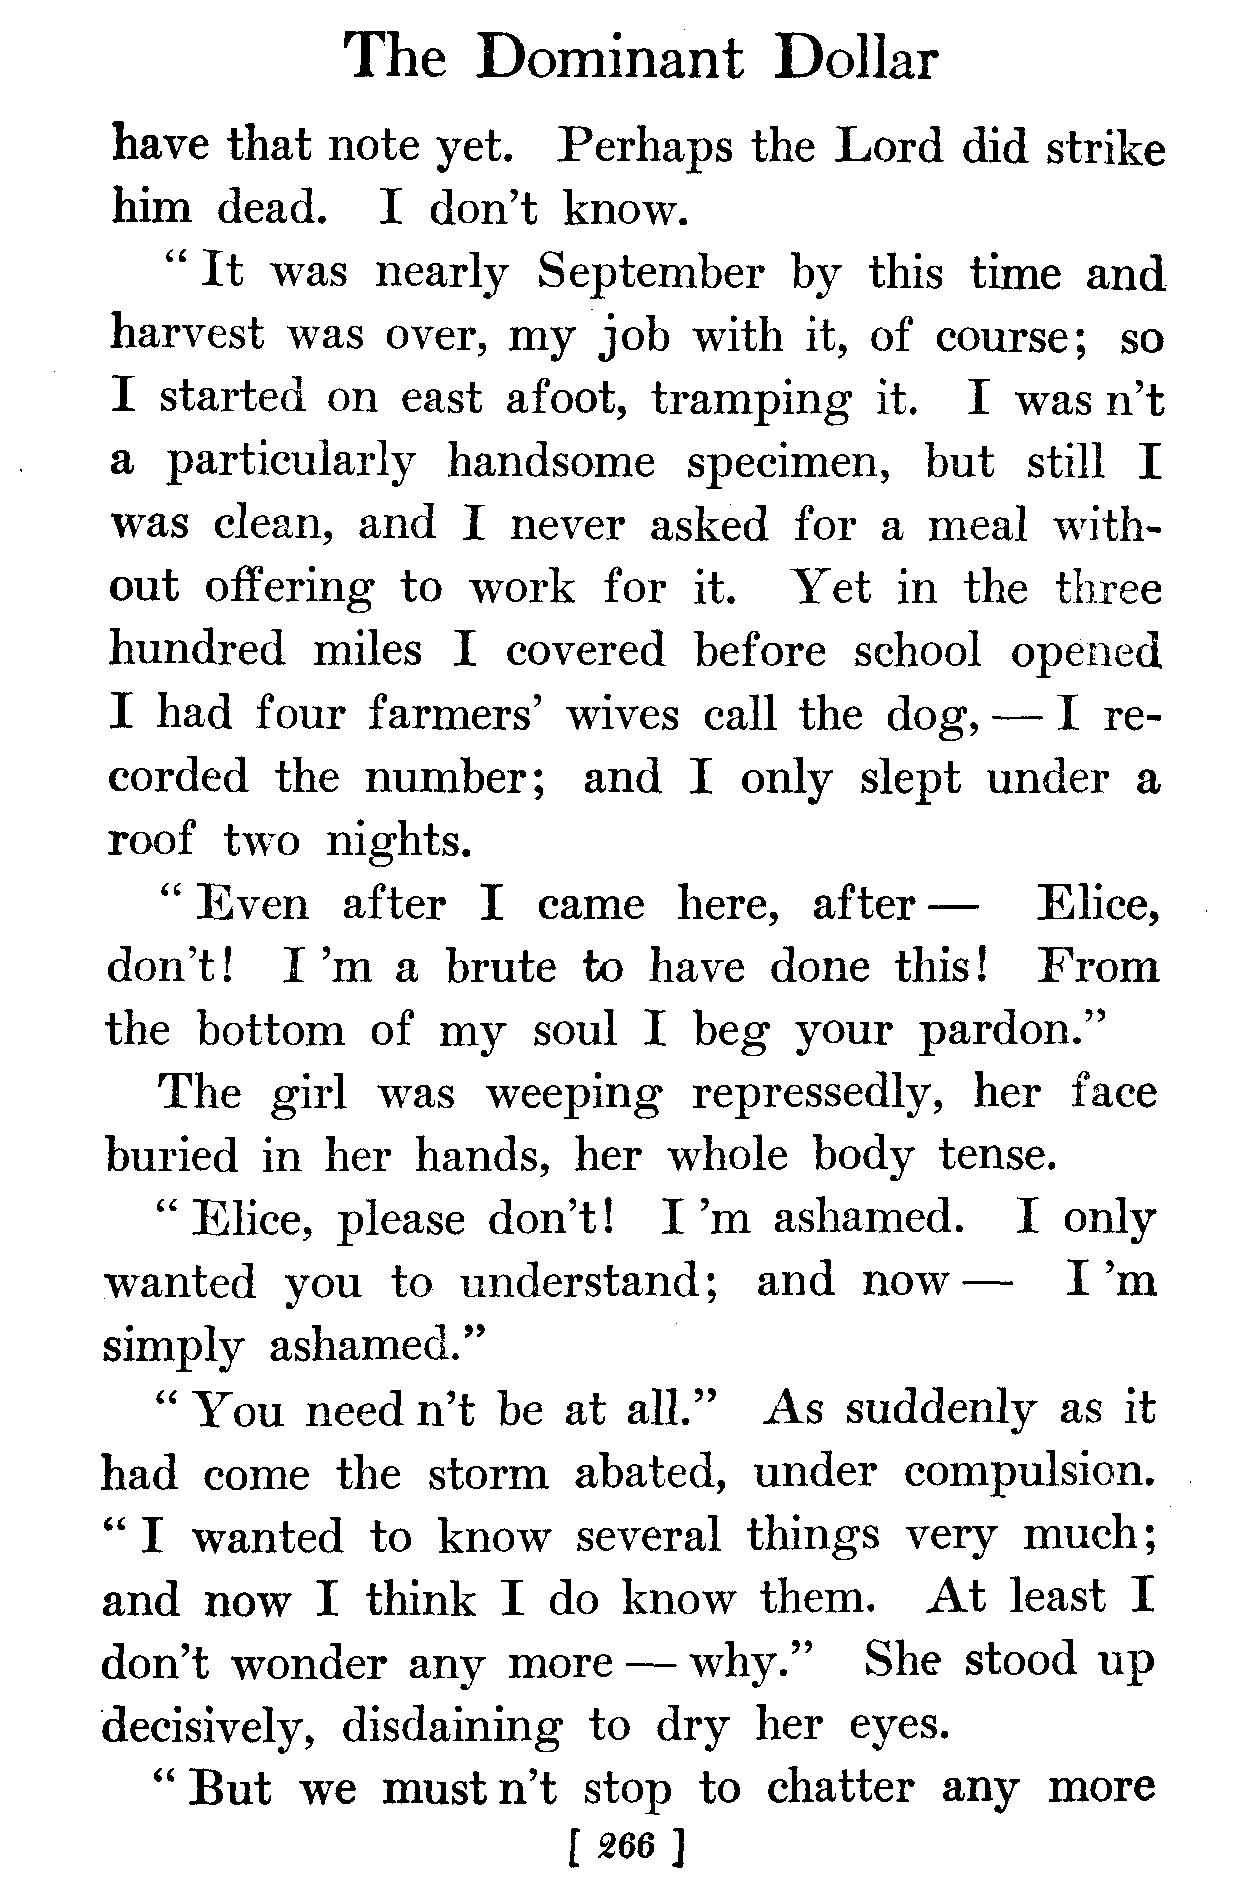 The Dominant Dollar
have that note yet. Perhaps the Lord did strike
him dead. I don't know.
" It was nearly September by this time and
harvest was over, my job with it, of course; so
I started on east afoot, tramping it. I was n't
a particularly handsome specimen, but still I
was clean, and I never asked for a meal with-
out offering to work for it. Yet in the three
hundred miles I covered before school opened
I had four farmers' wives call the dog, — I re-
corded the number; and I only slept under a
roof two nights.
" Even after I came here, after — Elice,
don't! I 'm a brute to have done this! From
the bottom of my soul I beg your pardon."
The girl was weeping repressedly, her face
buried in her hands, her whole body tense.
" Elice, please don't! I 'm ashamed. I only
wanted you to understand; and now — I 'm
simply ashamed."
" You need n't be at all." As suddenly as it
had come the storm abated, under compulsion.
" I wanted to know several things very much;
and now I think I do know them. At least I
don't wonder any more — why." She stood up
decisively, disdaining to dry her eyes.
" But we must n't stop to chatter any more
[ 266 ]